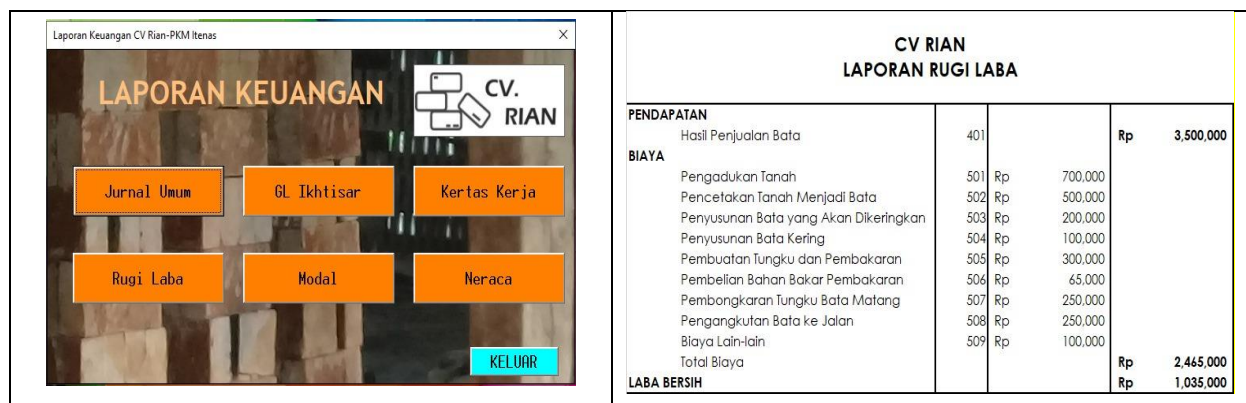 Laporan Keuangan CV Rian-PKM Itenas X
LAPORAN KEUANGAN
CV.
RIAN
Jurnal Umum GL Ikhtisar Kertas Kerja
Rugi Laba Modal Neraca
KELUAR
CV RIAN
LAPORAN RUGI LABA
PENDAPATAN
Hasil Penjualan Bata 401 Rp 3,500,000
BIAYA
Pengadukan Tanah 501 Rp 700,000
Pencetakan Tanah Menjadi Bata 502 Rp 500,000
Penyusunan Bata yang Akan Dikeringkan 503 Rp 200,000
Penyusunan Bata Kering 504 Rp 100,000
Pembuatan Tungku dan Pembakaran 505 Rp 300,000
Pembelian Bahan Bakar Pembakaran 506 Rp 65,000
Pembongkaran Tungku Bata Matang 507 Rp 250,000
Pengangkutan Bata ke Jalan 508 Rp 250,000
Biaya Lain-lain 509 Rp 100,000
Total Biaya Rp 2,465,000
LABA BERSIH Rp 1,035,000